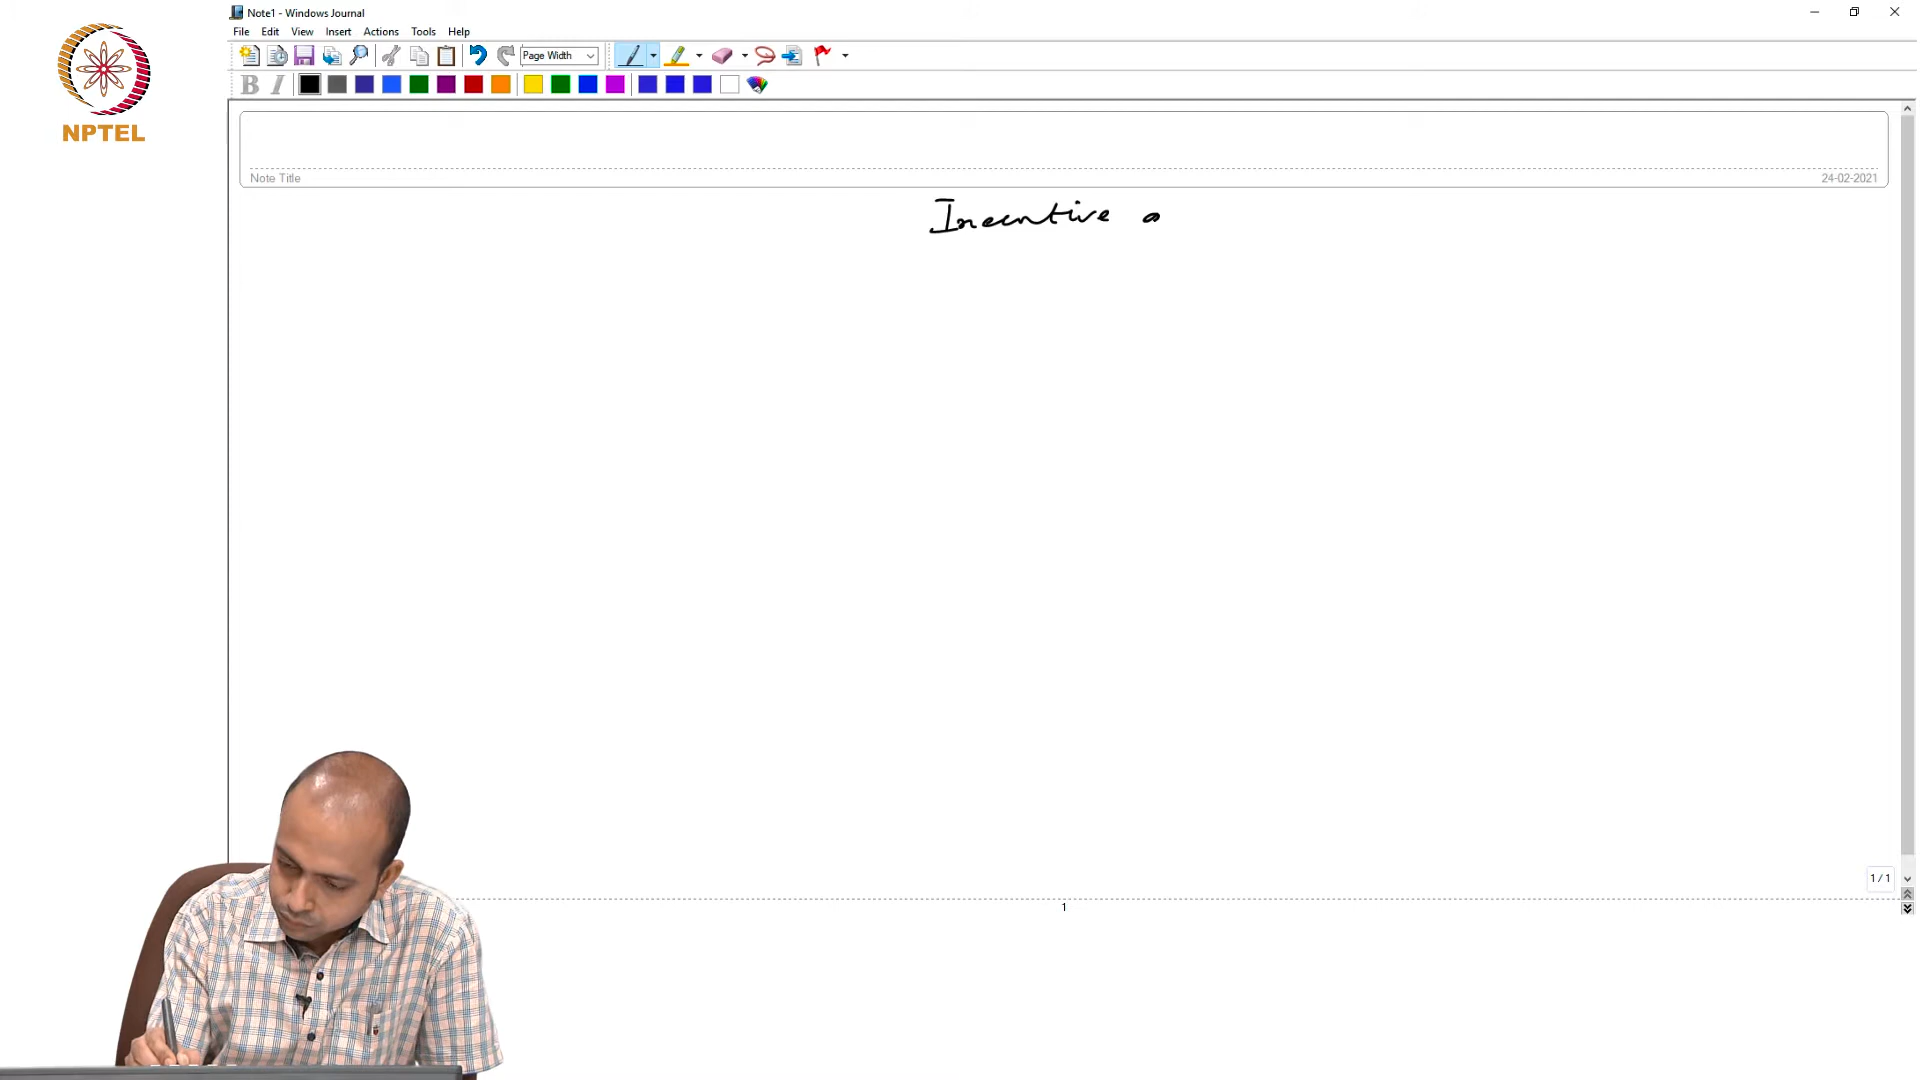 Note1 - Windows Journal
File Edit View Insert Actions Tools Help
NPTEL
Page Width
B I
Note Title
24-02-2021
Incentive
1 / 1
1